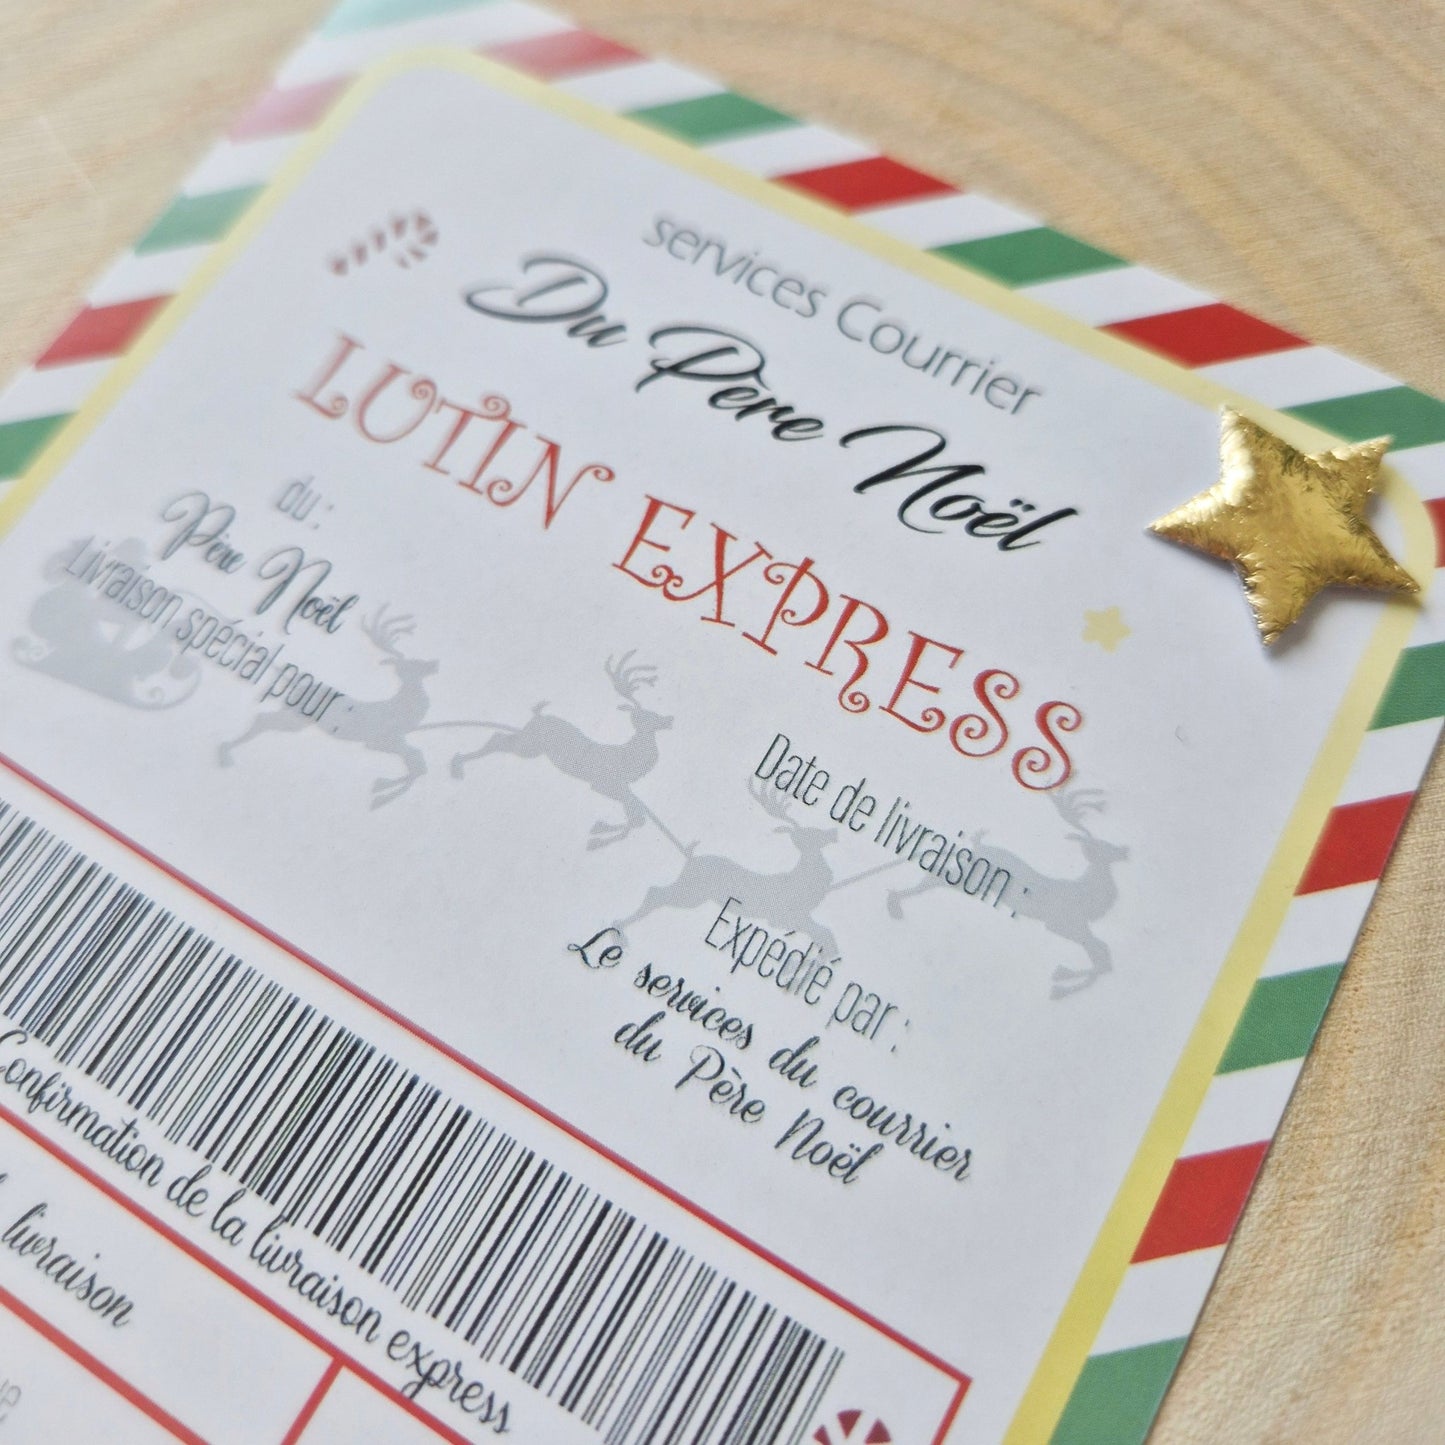 services Courrier
Du Père Noël
LUTIN EXPRESS
du :
Père Noël
Livraison spécial pour :
Date de livraison :
Expédié par :
Le services du courrier
du Père Noël
Confirmation de la livraison express
livraison